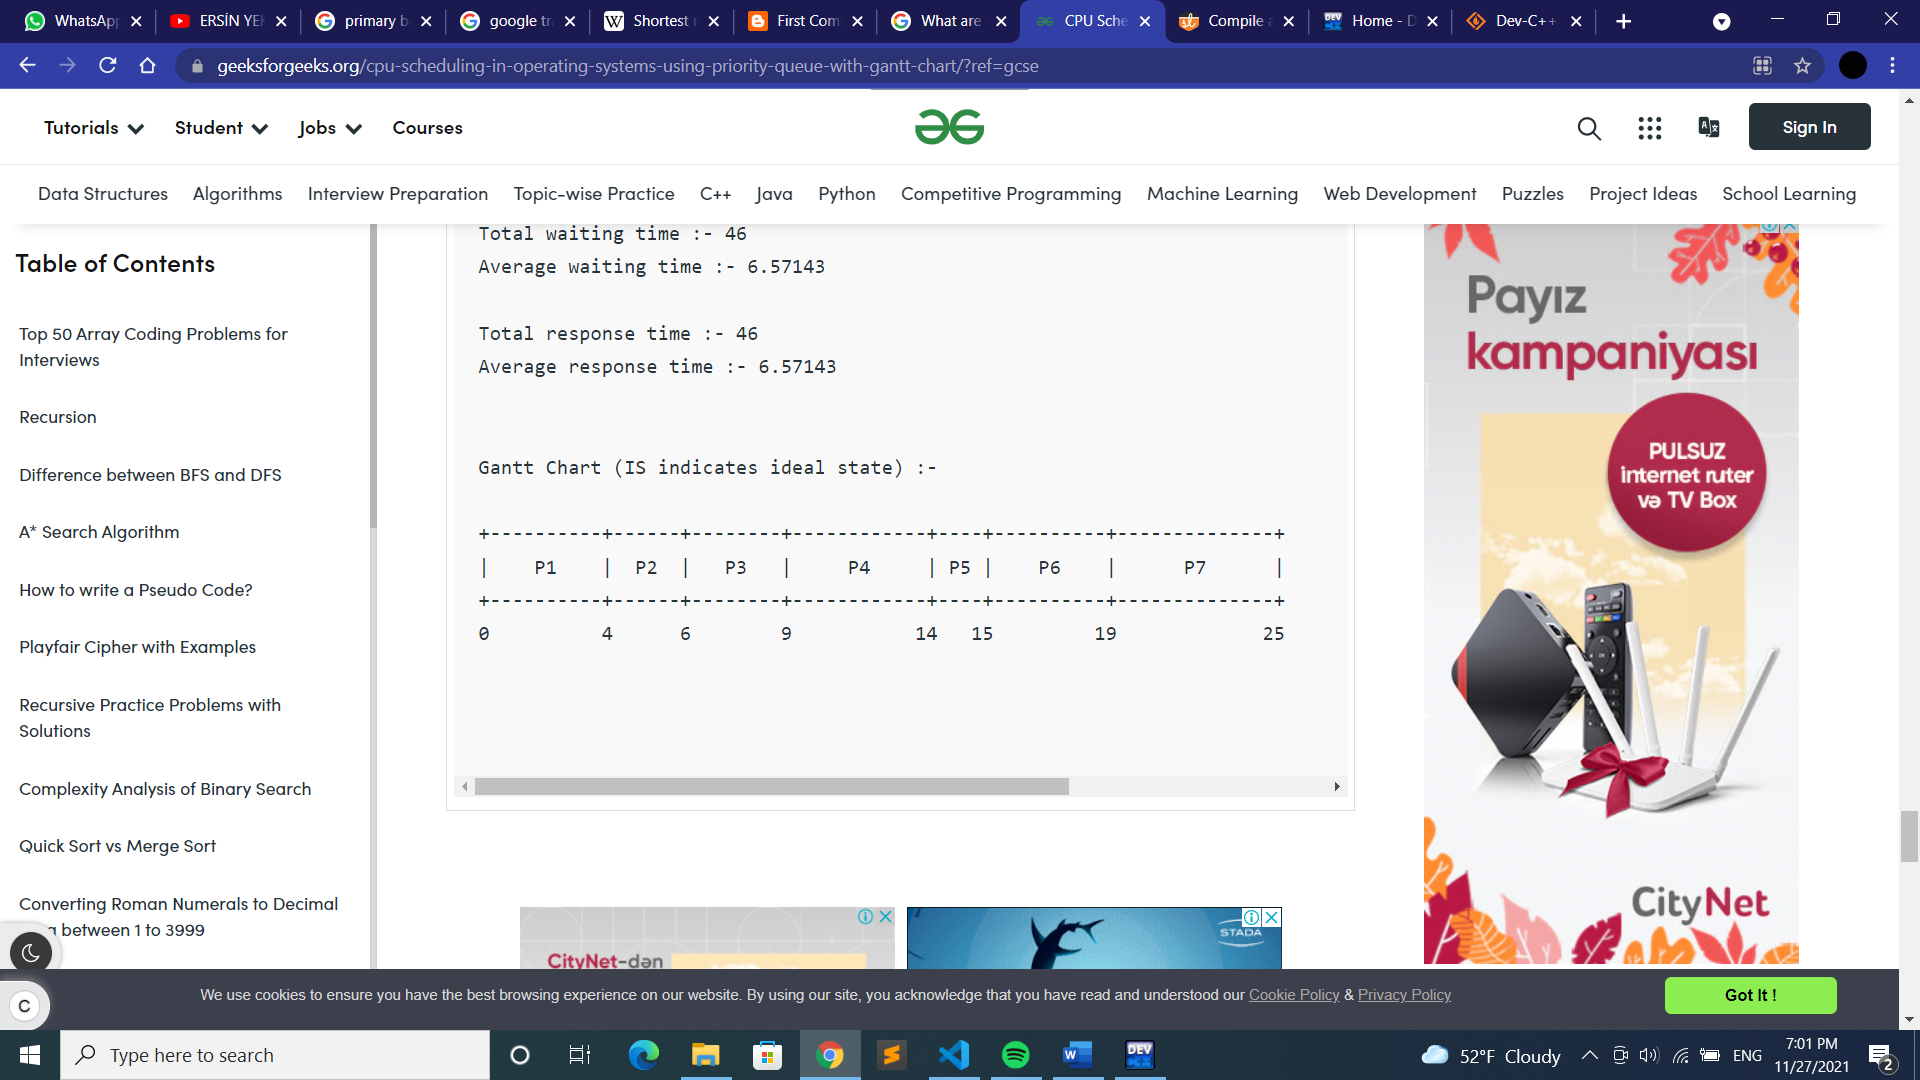 WhatsApp
ERSİN YEK
primary b
google tra
Shortest r
First Com
What are
CPU Sche
Compile a
Home - D
Dev-C++
geeksforgeeks.org/cpu-scheduling-in-operating-systems-using-priority-queue-with-gantt-chart/?ref=gcse
Tutorials Student Jobs Courses
Sign In
Data Structures Algorithms Interview Preparation Topic-wise Practice C++ Java Python Competitive Programming Machine Learning Web Development Puzzles Project Ideas School Learning
Table of Contents
Top 50 Array Coding Problems for
Interviews
Recursion
Difference between BFS and DFS
A* Search Algorithm
How to write a Pseudo Code?
Playfair Cipher with Examples
Recursive Practice Problems with
Solutions
Complexity Analysis of Binary Search
Quick Sort vs Merge Sort
Converting Roman Numerals to Decimal
between 1 to 3999
Total waiting time :- 46
Average waiting time :- 6.57143
Total response time :- 46
Average response time :- 6.57143
Gantt Chart (IS indicates ideal state) :-
+----------+------+--------+------------+----+----------+--------------+
|    P1    |  P2  |   P3   |     P4     | P5 |    P6    |      P7      |
+----------+------+--------+------------+----+----------+--------------+
0          4      6        9           14   15         19             25
Payız
kampaniyası
PULSUZ
internet ruter
və TV Box
CityNet
CityNet-dən
STADA
We use cookies to ensure you have the best browsing experience on our website. By using our site, you acknowledge that you have read and understood our Cookie Policy & Privacy Policy
Got It !
C
Type here to search
DEV
52°F Cloudy
ENG
7:01 PM
11/27/2021
2